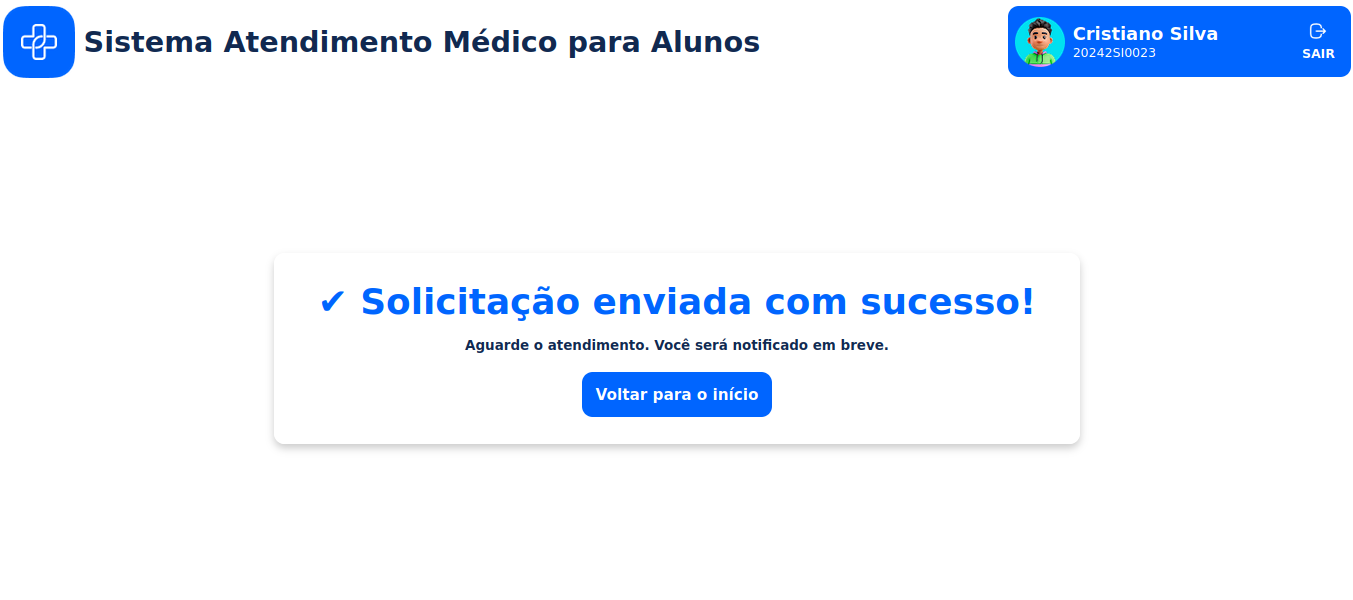 Sistema Atendimento Médico para Alunos
Cristiano Silva
20242SI0023
SAIR
✔ Solicitação enviada com sucesso!
Aguarde o atendimento. Você será notificado em breve.
Voltar para o início